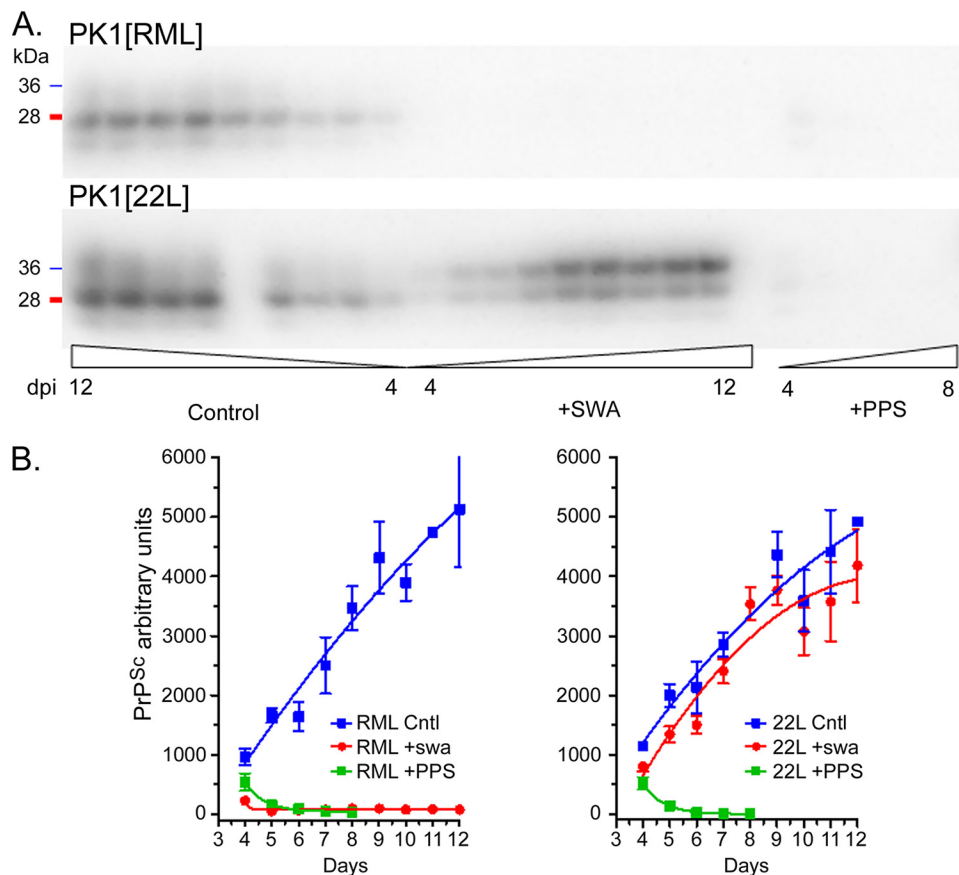 A.
PK1[RML]
kDa
36
28
PK1[22L]
36
28
dpi 12 4 4 12 4 8
Control +SWA +PPS
B.
6000 6000
5000 5000
4000 4000
3000 3000
2000 2000
1000 1000
0 0
PrPSc arbitrary units
RML Cntl 22L Cntl
RML +swa 22L +swa
RML +PPS 22L +PPS
3 4 5 6 7 8 9 10 11 12 3 4 5 6 7 8 9 10 11 12
Days Days